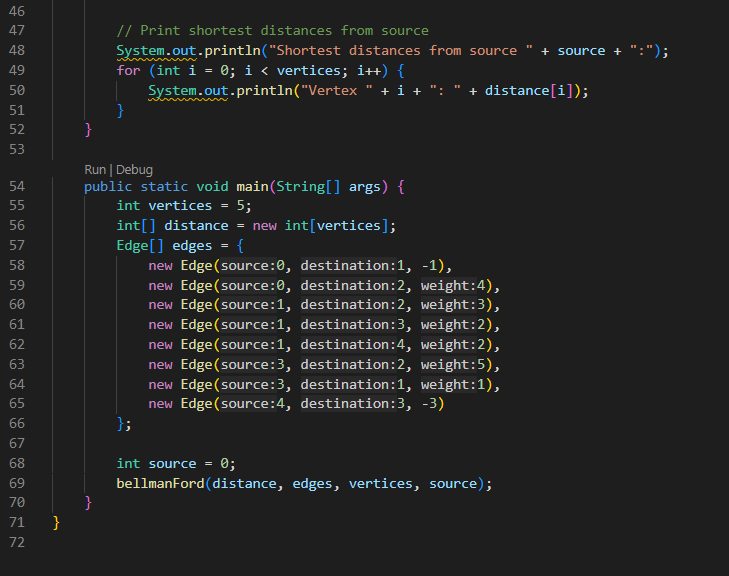 46
47 // Print shortest distances from source
48 System.out.println("Shortest distances from source " + source + ":");
49 for (int i = 0; i < vertices; i++) {
50 System.out.println("Vertex " + i + ": " + distance[i]);
51 }
52 }
53
Run | Debug
54 public static void main(String[] args) {
55 int vertices = 5;
56 int[] distance = new int[vertices];
57 Edge[] edges = {
58 new Edge(source:0, destination:1, -1),
59 new Edge(source:0, destination:2, weight:4),
60 new Edge(source:1, destination:2, weight:3),
61 new Edge(source:1, destination:3, weight:2),
62 new Edge(source:1, destination:4, weight:2),
63 new Edge(source:3, destination:2, weight:5),
64 new Edge(source:3, destination:1, weight:1),
65 new Edge(source:4, destination:3, -3)
66 };
67
68 int source = 0;
69 bellmanFord(distance, edges, vertices, source);
70 }
71 }
72